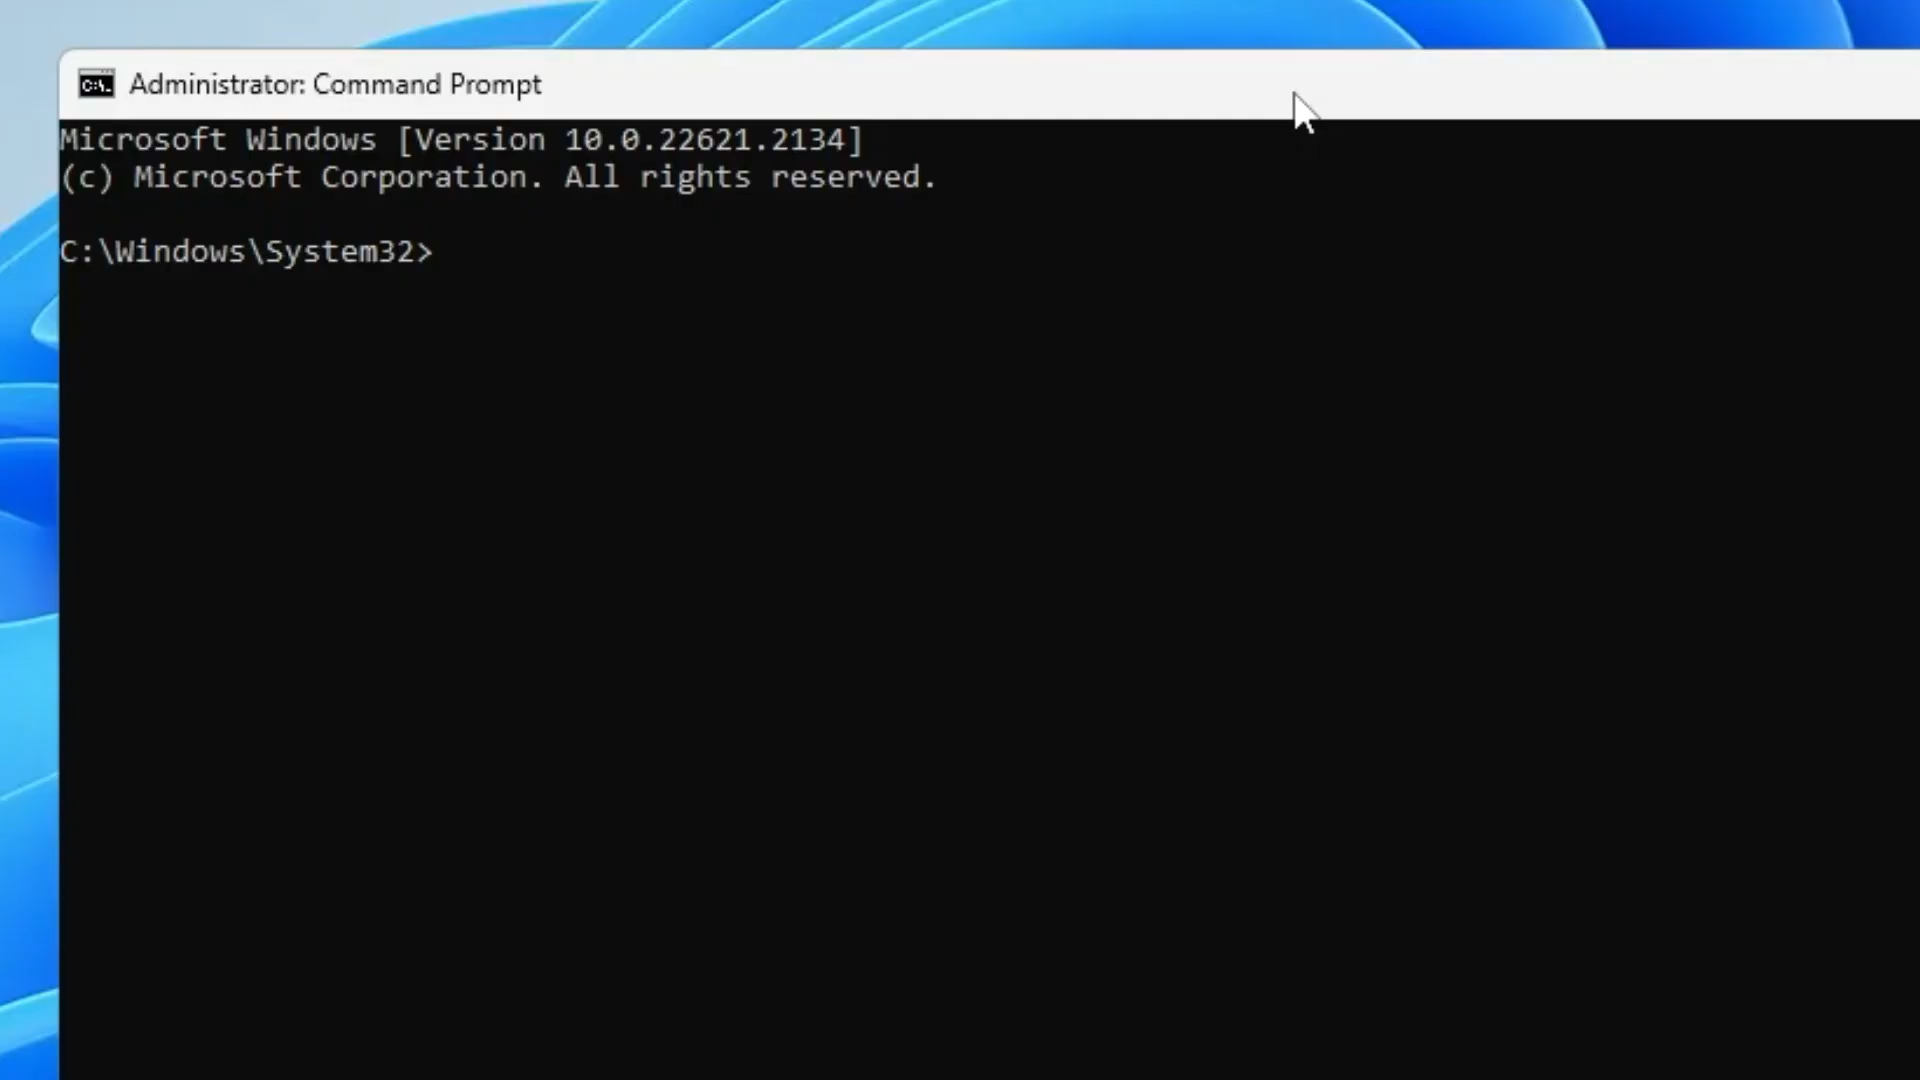 C:\.
Administrator: Command Prompt
Microsoft Windows [Version 10.0.22621.2134]
(c) Microsoft Corporation. All rights reserved.
C:\Windows\System32>